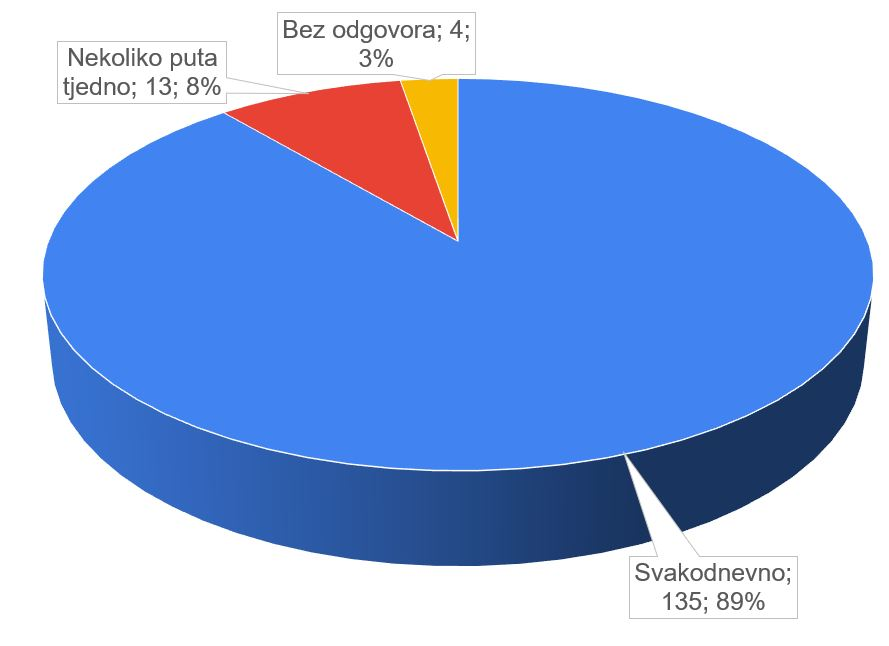 Bez odgovora; 4;
3%
Nekoliko puta
tjedno; 13; 8%
Svakodnevno;
135; 89%